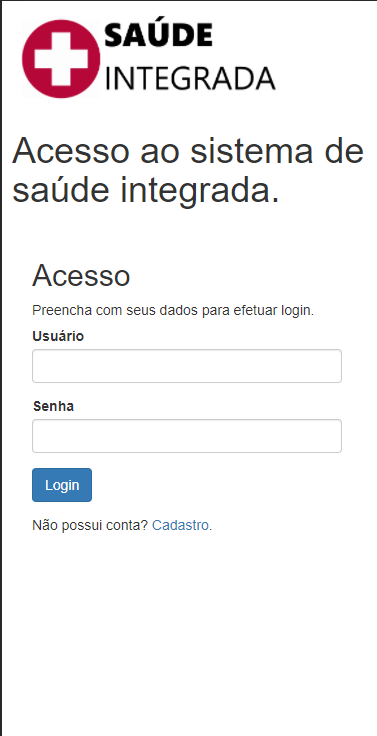 SAÚDE
INTEGRADA
Acesso ao sistema de
saúde integrada.
Acesso
Preencha com seus dados para efetuar login.
Usuário
Senha
Login
Não possui conta? Cadastro.